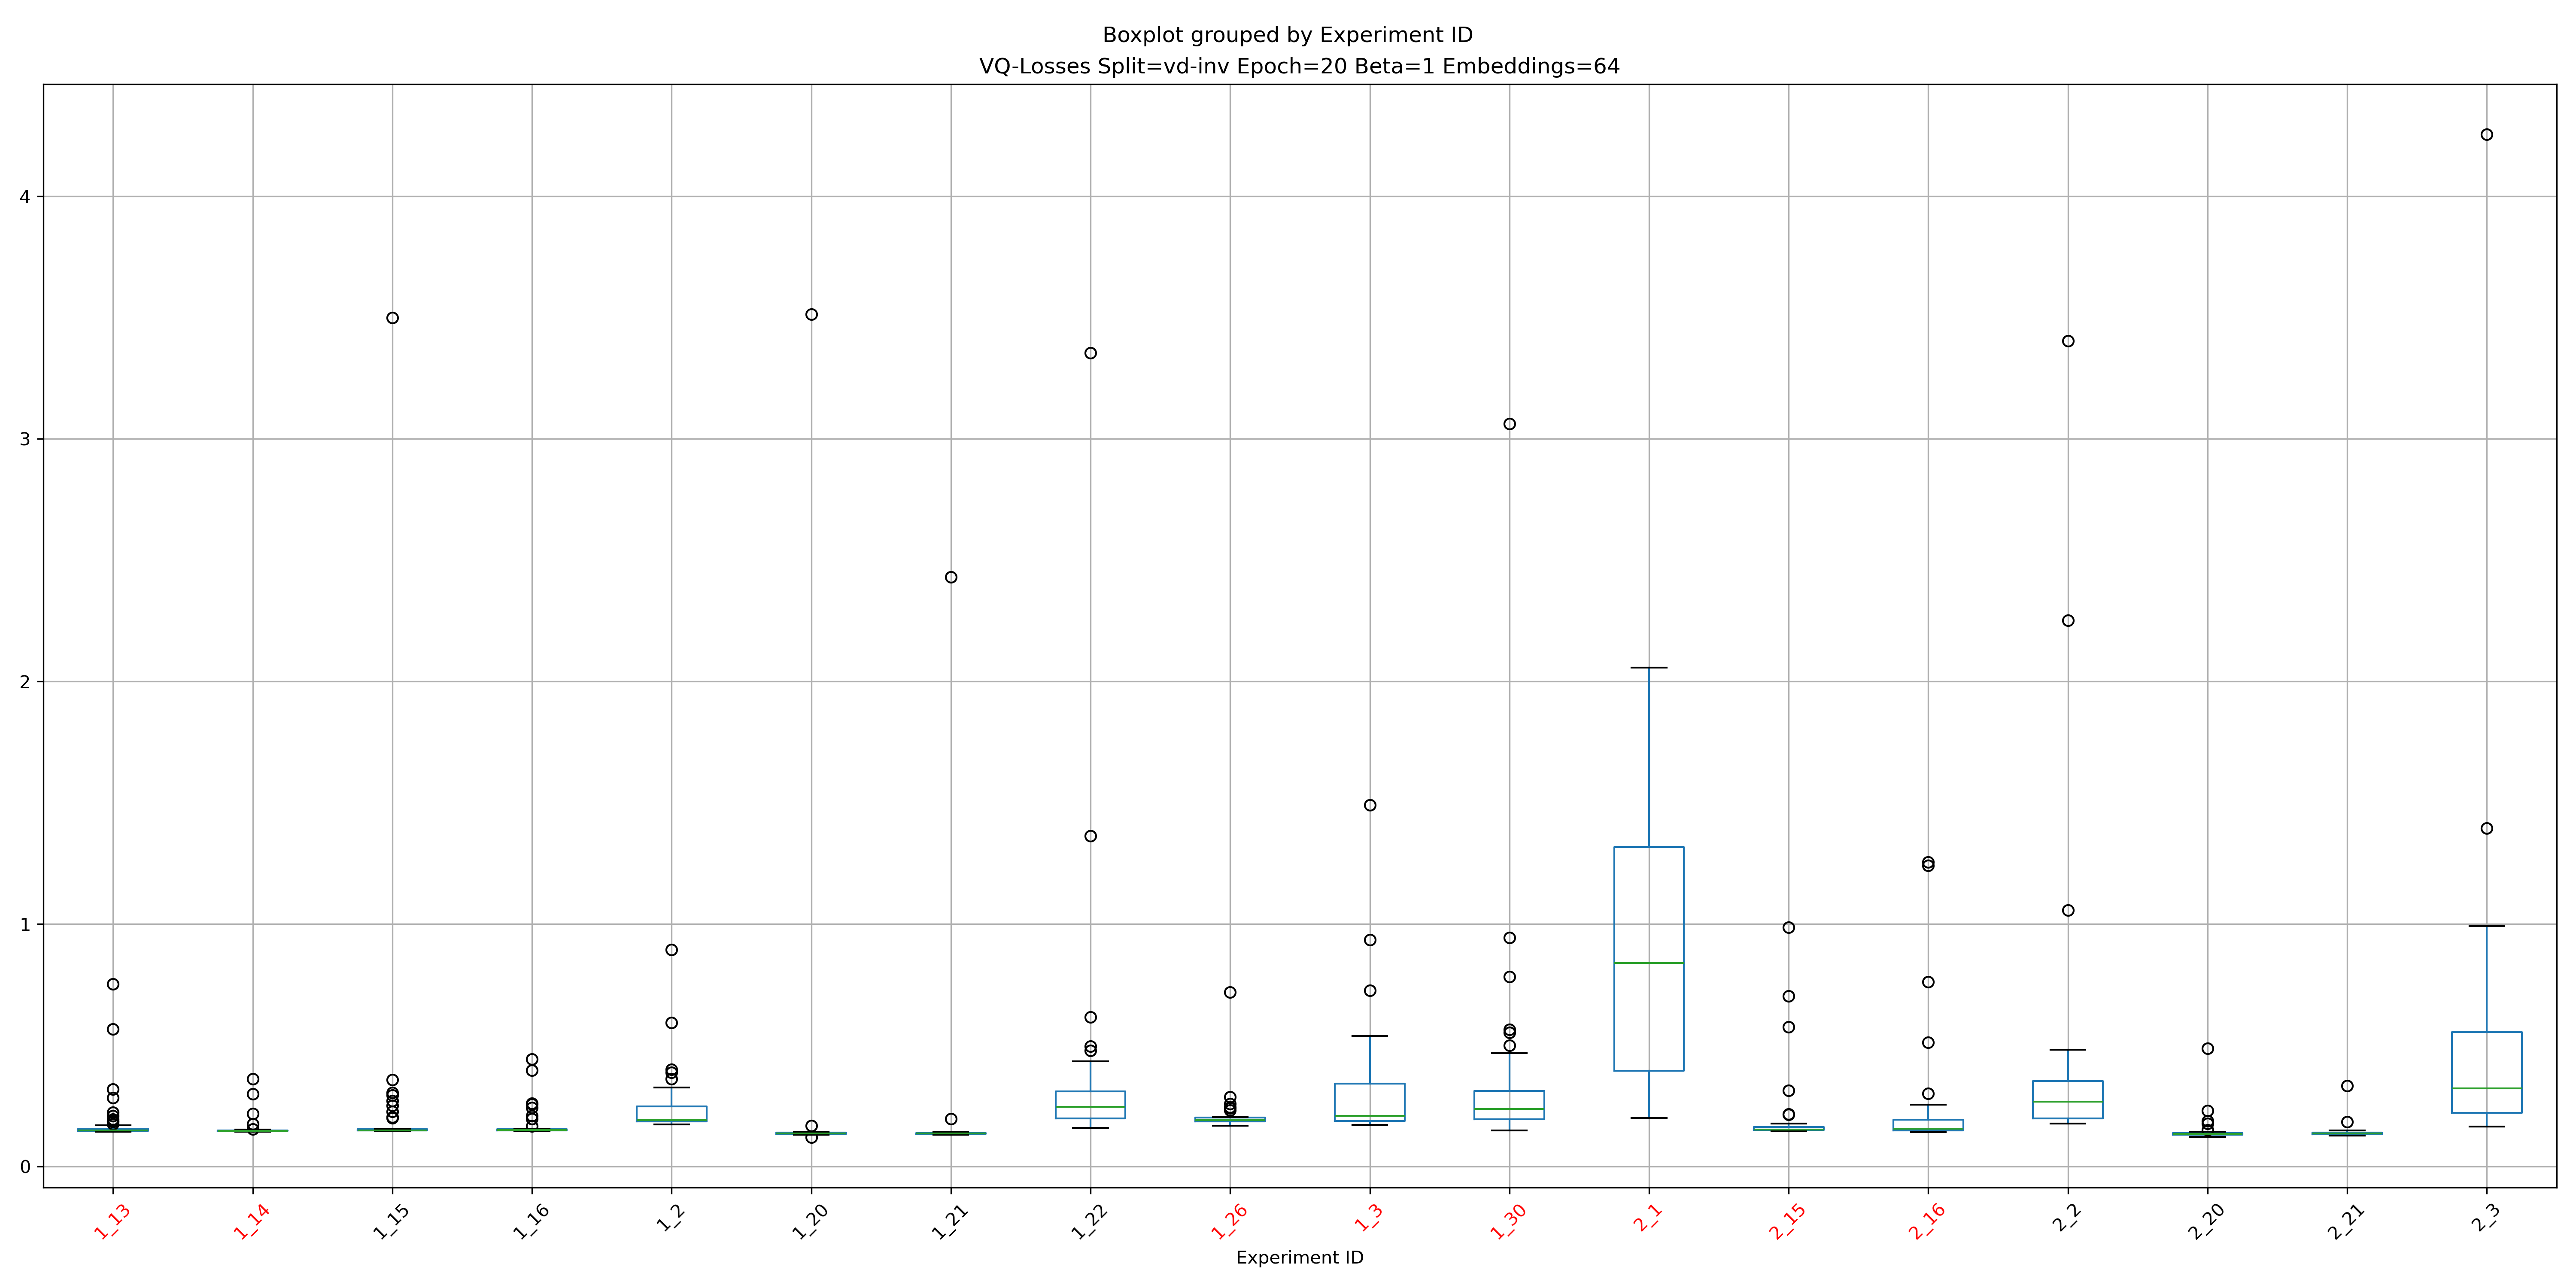 Boxplot grouped by Experiment ID
VQ-Losses Split=vd-inv Epoch=20 Beta=1 Embeddings=64
4
3
2
1
0
1_13 1_14 1_15 1_16 1_2 1_20 1_21 1_22 1_26 1_3 1_30 2_1 2_15 2_16 2_2 2_20 2_21 2_3
Experiment ID